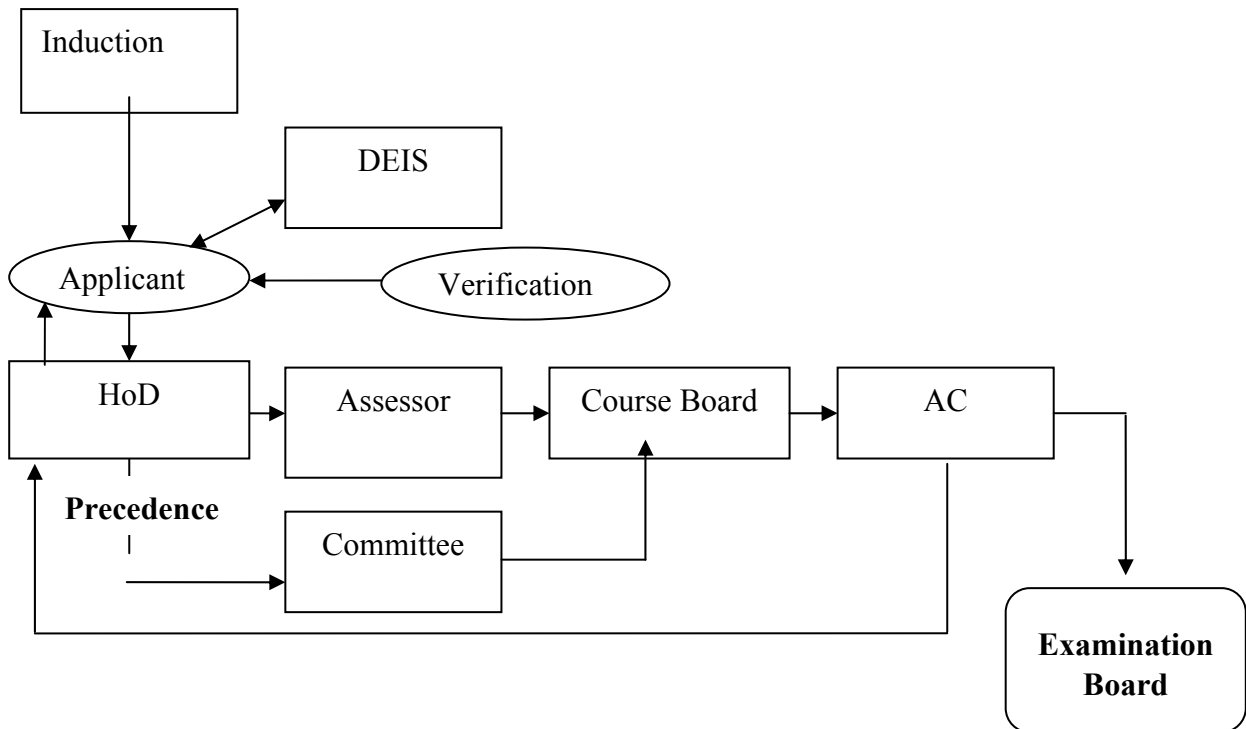 Induction
DEIS
Applicant
Verification
HoD
Assessor
Course Board
AC
Precedence
Committee
Examination
Board